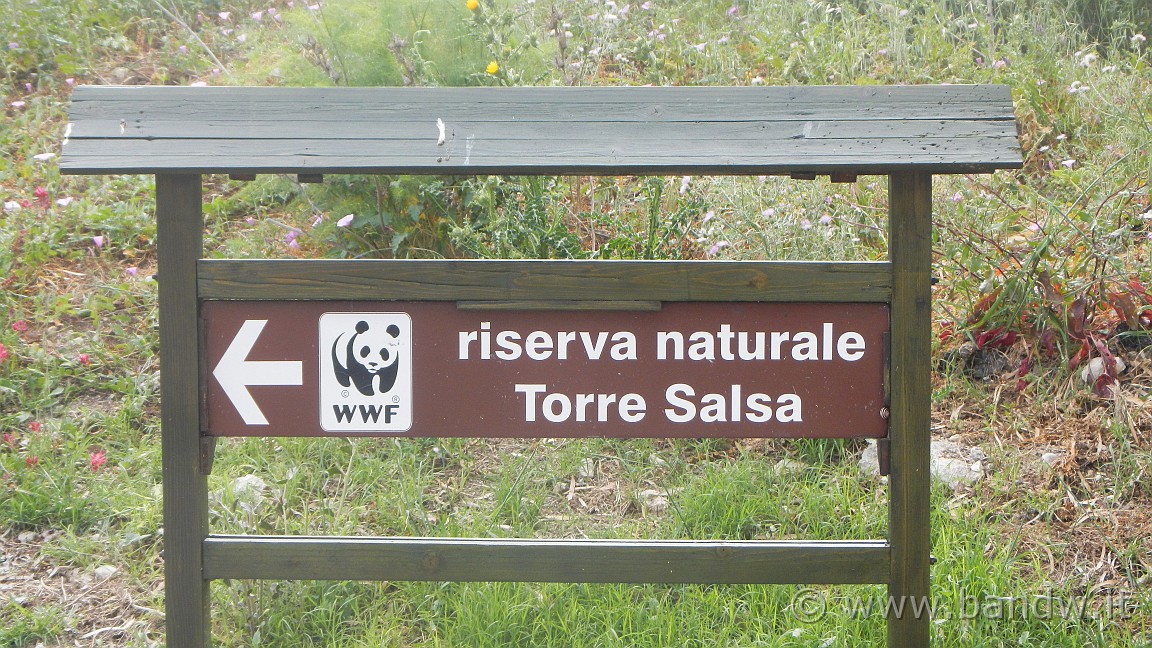 riserva naturale
© ®
WWF
Torre Salsa
© www.bandw.it